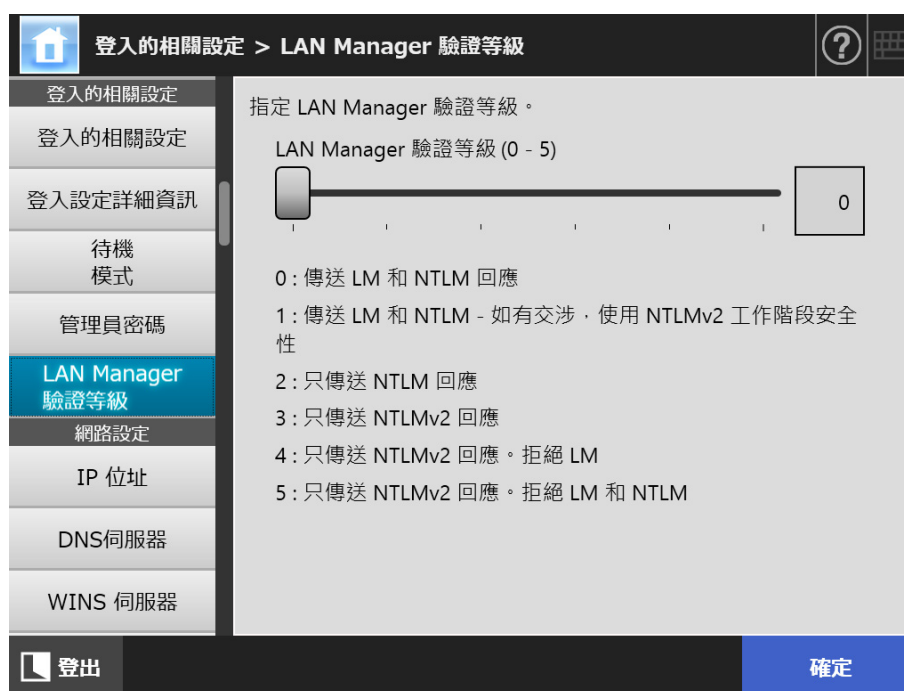 登入的相關設定 > LAN Manager 驗證等級
登入的相關設定
登入的相關設定
登入設定詳細資訊
待機
模式
管理員密碼
LAN Manager
驗證等級
網路設定
IP 位址
DNS伺服器
WINS 伺服器
指定 LAN Manager 驗證等級。
LAN Manager 驗證等級 (0 - 5)
0
0 : 傳送 LM 和 NTLM 回應
1 : 傳送 LM 和 NTLM - 如有交涉，使用 NTLMv2 工作階段安全
性
2 : 只傳送 NTLM 回應
3 : 只傳送 NTLMv2 回應
4 : 只傳送 NTLMv2 回應。拒絕 LM
5 : 只傳送 NTLMv2 回應。拒絕 LM 和 NTLM
登出
確定